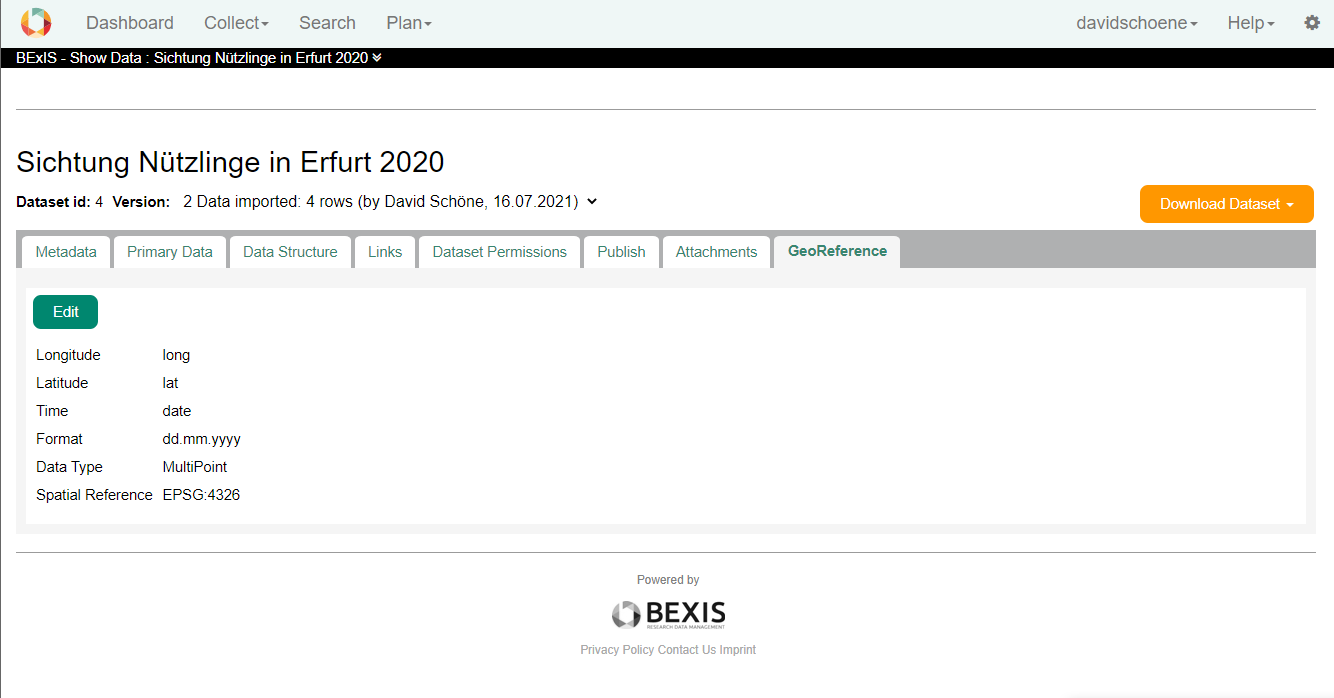 Dashboard Collect Search Plan davidschoene Help
BExIS - Show Data : Sichtung Nützlinge in Erfurt 2020
Sichtung Nützlinge in Erfurt 2020
Dataset id: 4 Version: 2 Data imported: 4 rows (by David Schöne, 16.07.2021)
Download Dataset
Metadata Primary Data Data Structure Links Dataset Permissions Publish Attachments GeoReference
Edit
Longitude long
Latitude lat
Time date
Format dd.mm.yyyy
Data Type MultiPoint
Spatial Reference EPSG:4326
Powered by
BEXIS
RESEARCH DATA MANAGEMENT
Privacy Policy Contact Us Imprint